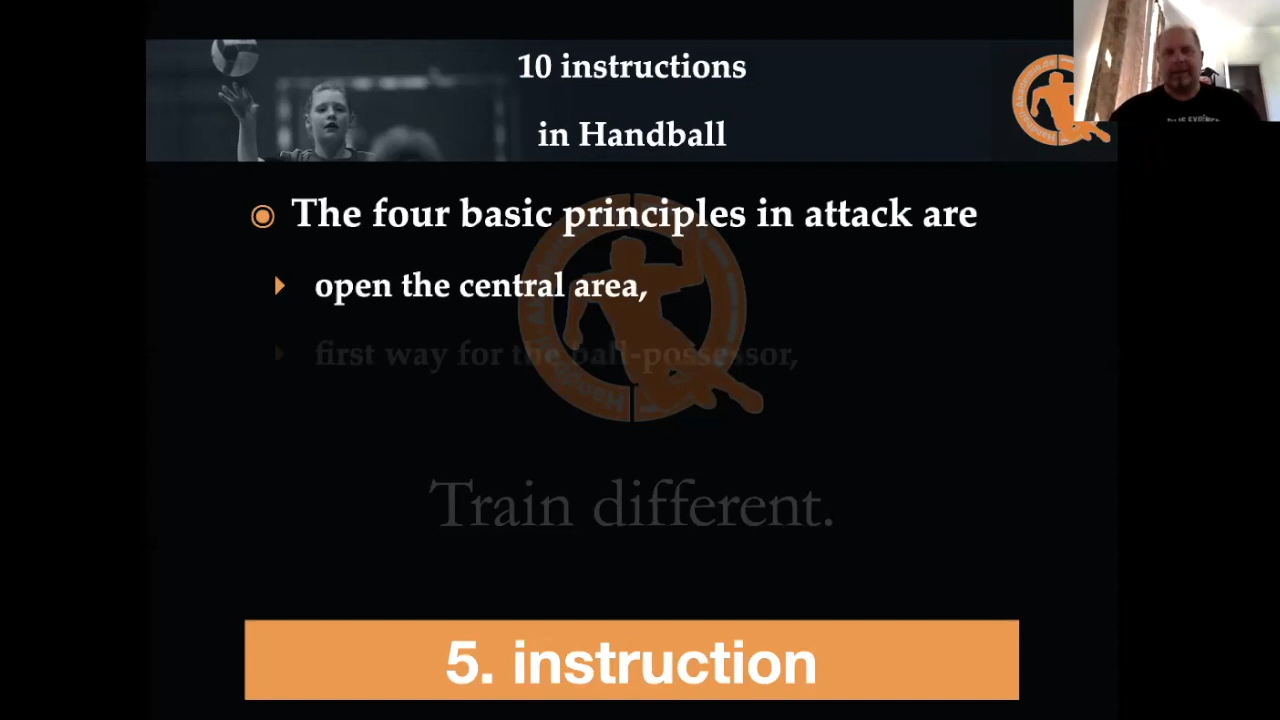 10 instructions
in Handball
The four basic principles in attack are
open the central area,
first way for the ball-possessor,
Train different.
5. instruction